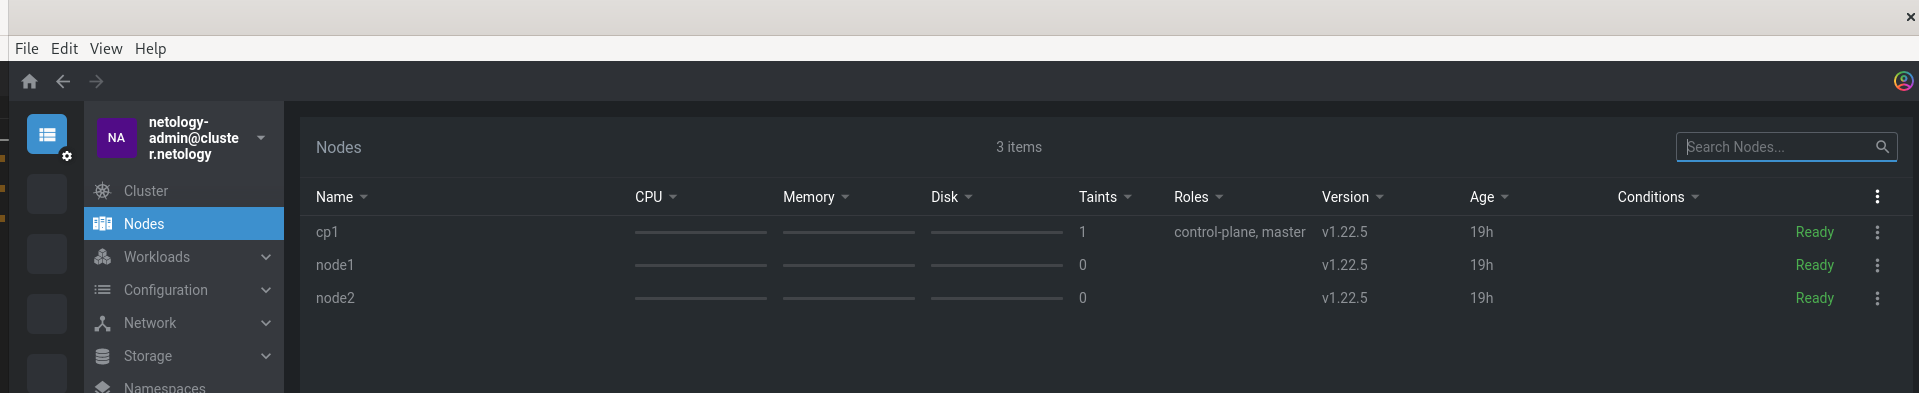 File Edit View Help
NA
netology-
admin@cluste
r.netology
Cluster
Nodes
Workloads
Configuration
Network
Storage
Namespaces
Nodes 3 items Search Nodes...
Name CPU Memory Disk Taints Roles Version Age Conditions
cp1 1 control-plane, master v1.22.5 19h Ready
node1 0 v1.22.5 19h Ready
node2 0 v1.22.5 19h Ready